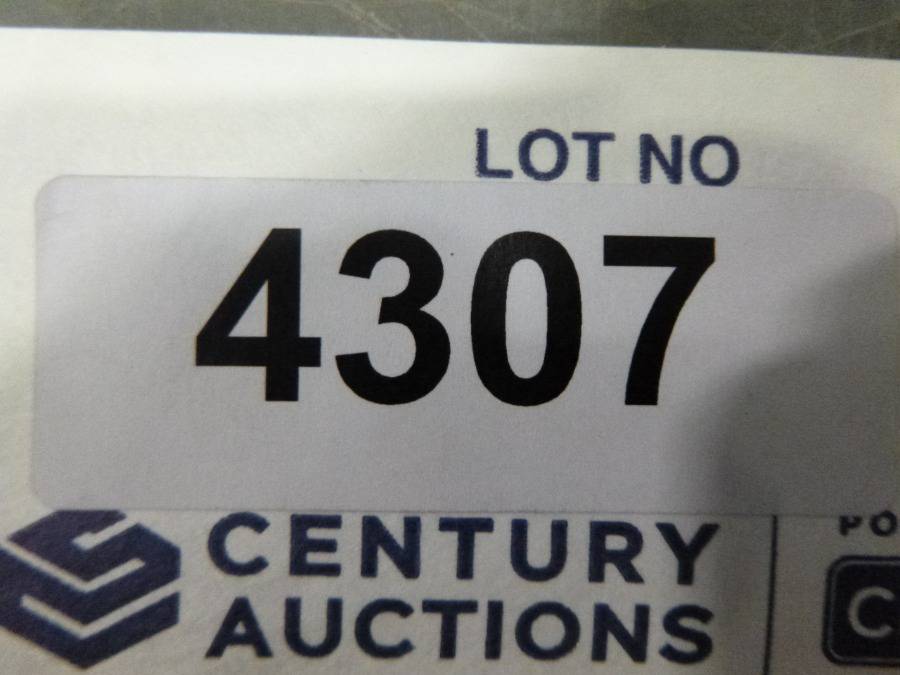 LOT NO
4307
CENTURY
AUCTIONS